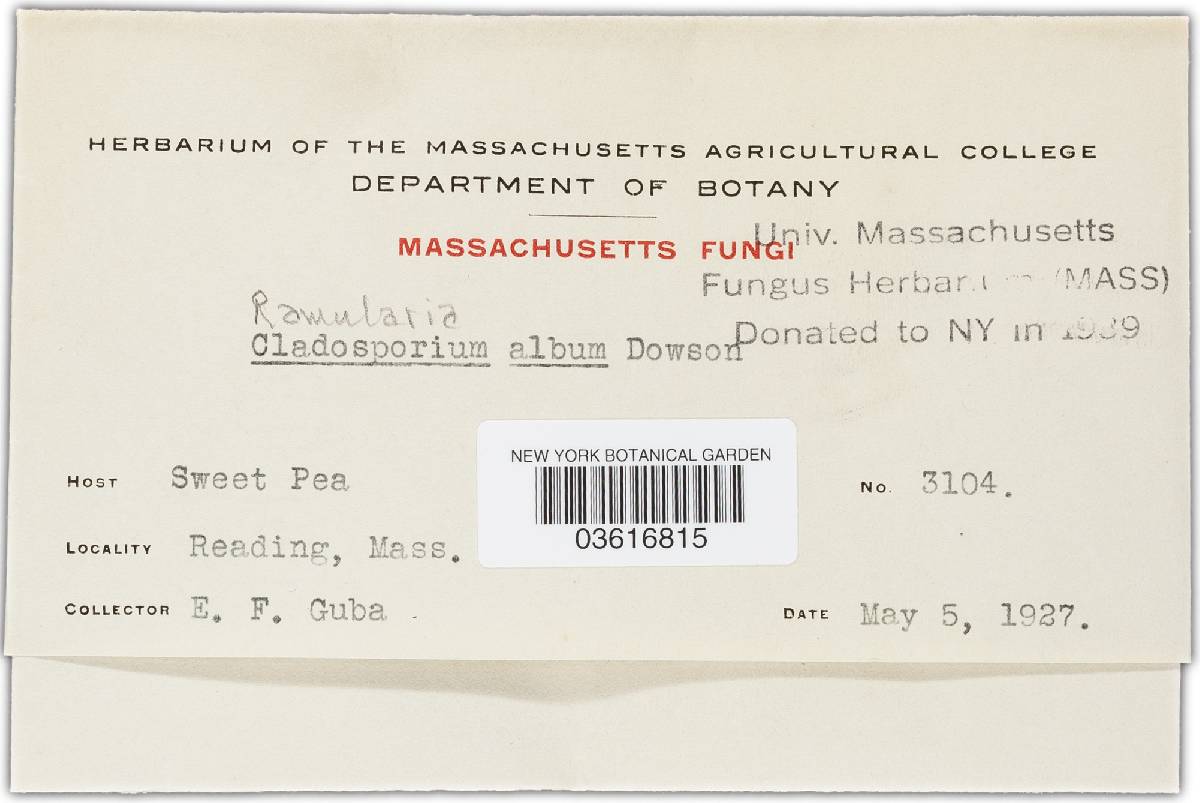 HERBARIUM OF THE MASSACHUSETTS AGRICULTURAL COLLEGE
DEPARTMENT OF BOTANY
MASSACHUSETTS FUNGI
Univ. Massachusetts
Fungus Herbarium (MASS)
Donated to NY in
Ramularia
Cladosporium album Dowson
NEW YORK BOTANICAL GARDEN
03616815
HOST Sweet Pea
NO. 3104.
LOCALITY Reading, Mass.
COLLECTOR E. F. Guba
DATE May 5, 1927.